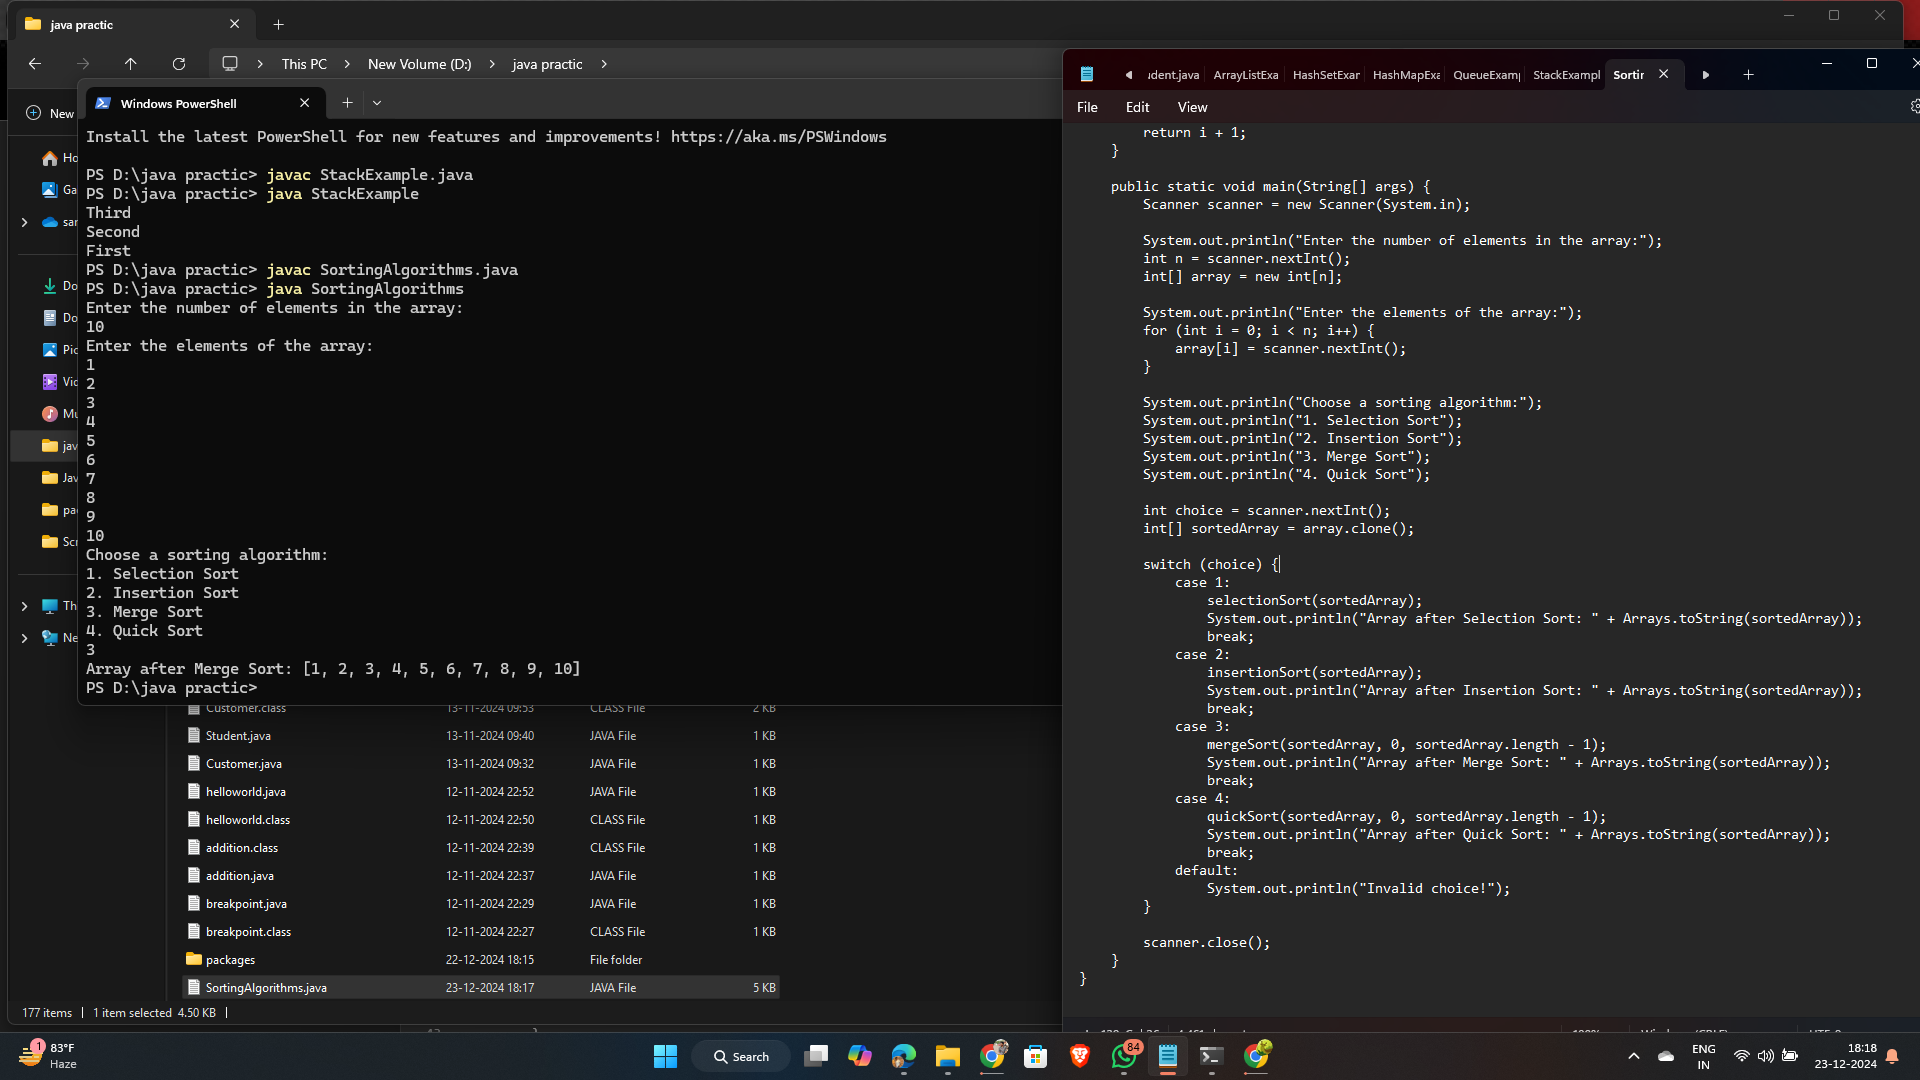 java practic
This PC
New Volume (D:)
java practic
New
Windows PowerShell
Install the latest PowerShell for new features and improvements! https://aka.ms/PSWindows
PS D:\java practic> javac StackExample.java
PS D:\java practic> java StackExample
Third
Second
First
PS D:\java practic> javac SortingAlgorithms.java
PS D:\java practic> java SortingAlgorithms
Enter the number of elements in the array:
10
Enter the elements of the array:
1
2
3
4
5
6
7
8
9
10
Choose a sorting algorithm:
1. Selection Sort
2. Insertion Sort
3. Merge Sort
4. Quick Sort
3
Array after Merge Sort: [1, 2, 3, 4, 5, 6, 7, 8, 9, 10]
PS D:\java practic>
Ho
Ga
sar
Do
Do
Pic
Vic
Mu
jav
Jav
pa
Scr
Th
Ne
Customer.class 13-11-2024 09:53 CLASS File 2 KB
Student.java 13-11-2024 09:40 JAVA File 1 KB
Customer.java 13-11-2024 09:32 JAVA File 1 KB
helloworld.java 12-11-2024 22:52 JAVA File 1 KB
helloworld.class 12-11-2024 22:50 CLASS File 1 KB
addition.class 12-11-2024 22:39 CLASS File 1 KB
addition.java 12-11-2024 22:37 JAVA File 1 KB
breakpoint.java 12-11-2024 22:29 JAVA File 1 KB
breakpoint.class 12-11-2024 22:27 CLASS File 1 KB
packages 22-12-2024 18:15 File folder
SortingAlgorithms.java 23-12-2024 18:17 JAVA File 5 KB
177 items 1 item selected 4.50 KB
udent.java ArrayListExa HashSetExar HashMapExa QueueExam StackExampl Sortir
File Edit View
return i + 1;
}
public static void main(String[] args) {
Scanner scanner = new Scanner(System.in);
System.out.println("Enter the number of elements in the array:");
int n = scanner.nextInt();
int[] array = new int[n];
System.out.println("Enter the elements of the array:");
for (int i = 0; i < n; i++) {
array[i] = scanner.nextInt();
}
System.out.println("Choose a sorting algorithm:");
System.out.println("1. Selection Sort");
System.out.println("2. Insertion Sort");
System.out.println("3. Merge Sort");
System.out.println("4. Quick Sort");
int choice = scanner.nextInt();
int[] sortedArray = array.clone();
switch (choice) {
case 1:
selectionSort(sortedArray);
System.out.println("Array after Selection Sort: " + Arrays.toString(sortedArray));
break;
case 2:
insertionSort(sortedArray);
System.out.println("Array after Insertion Sort: " + Arrays.toString(sortedArray));
break;
case 3:
mergeSort(sortedArray, 0, sortedArray.length - 1);
System.out.println("Array after Merge Sort: " + Arrays.toString(sortedArray));
break;
case 4:
quickSort(sortedArray, 0, sortedArray.length - 1);
System.out.println("Array after Quick Sort: " + Arrays.toString(sortedArray));
break;
default:
System.out.println("Invalid choice!");
}
scanner.close();
}
}
1
83°F
Haze
Search
84
ENG
IN
18:18
23-12-2024